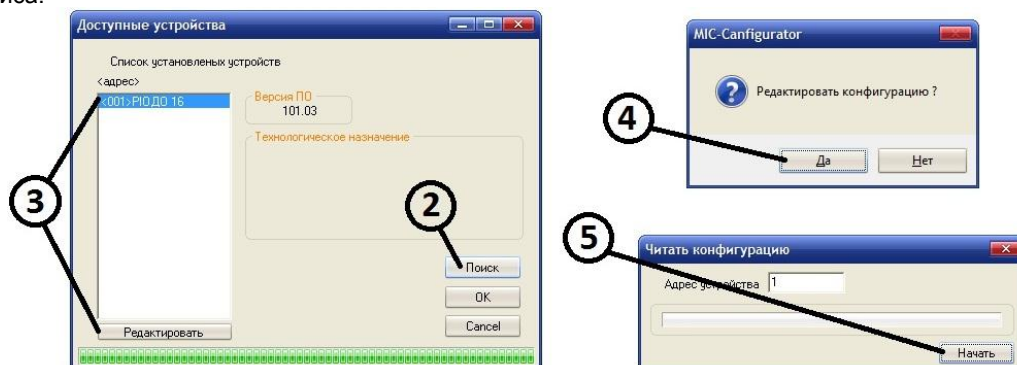 Доступные устройства
Список установленых устройств
<адрес>
<001>РІО ДО 16
Версия ПО
101.03
Технологическое назначение
Поиск
OK
Cancel
Редактировать
3
2
MIC-Canfigurator
Редактировать конфигурацию ?
Да
Нет
4
5
Читать конфигурацию
Адрес устройства 1
Начать